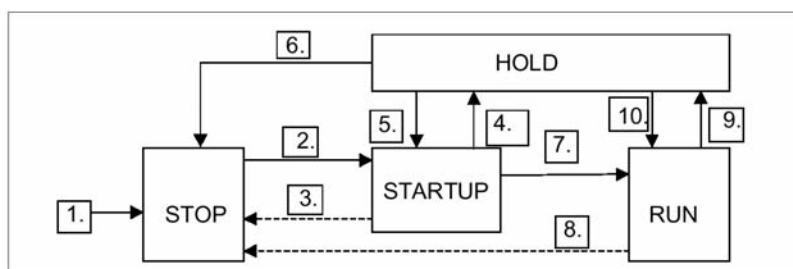 6.
HOLD
5.
4.
10.
9.
2.
7.
1.
STOP
3.
STARTUP
8.
RUN